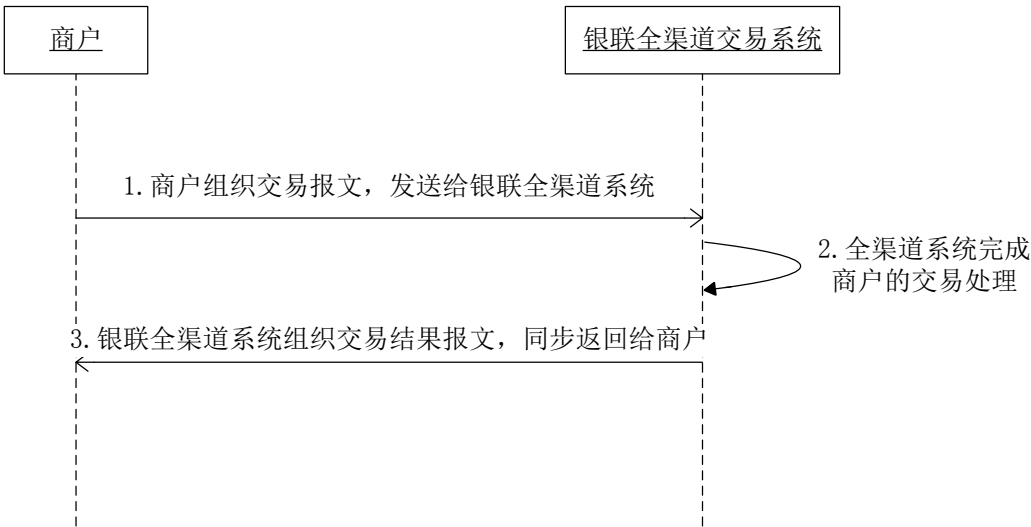 商户
银联全渠道交易系统
1.商户组织交易报文，发送给银联全渠道系统
2.全渠道系统完成
商户的交易处理
3.银联全渠道系统组织交易结果报文，同步返回给商户